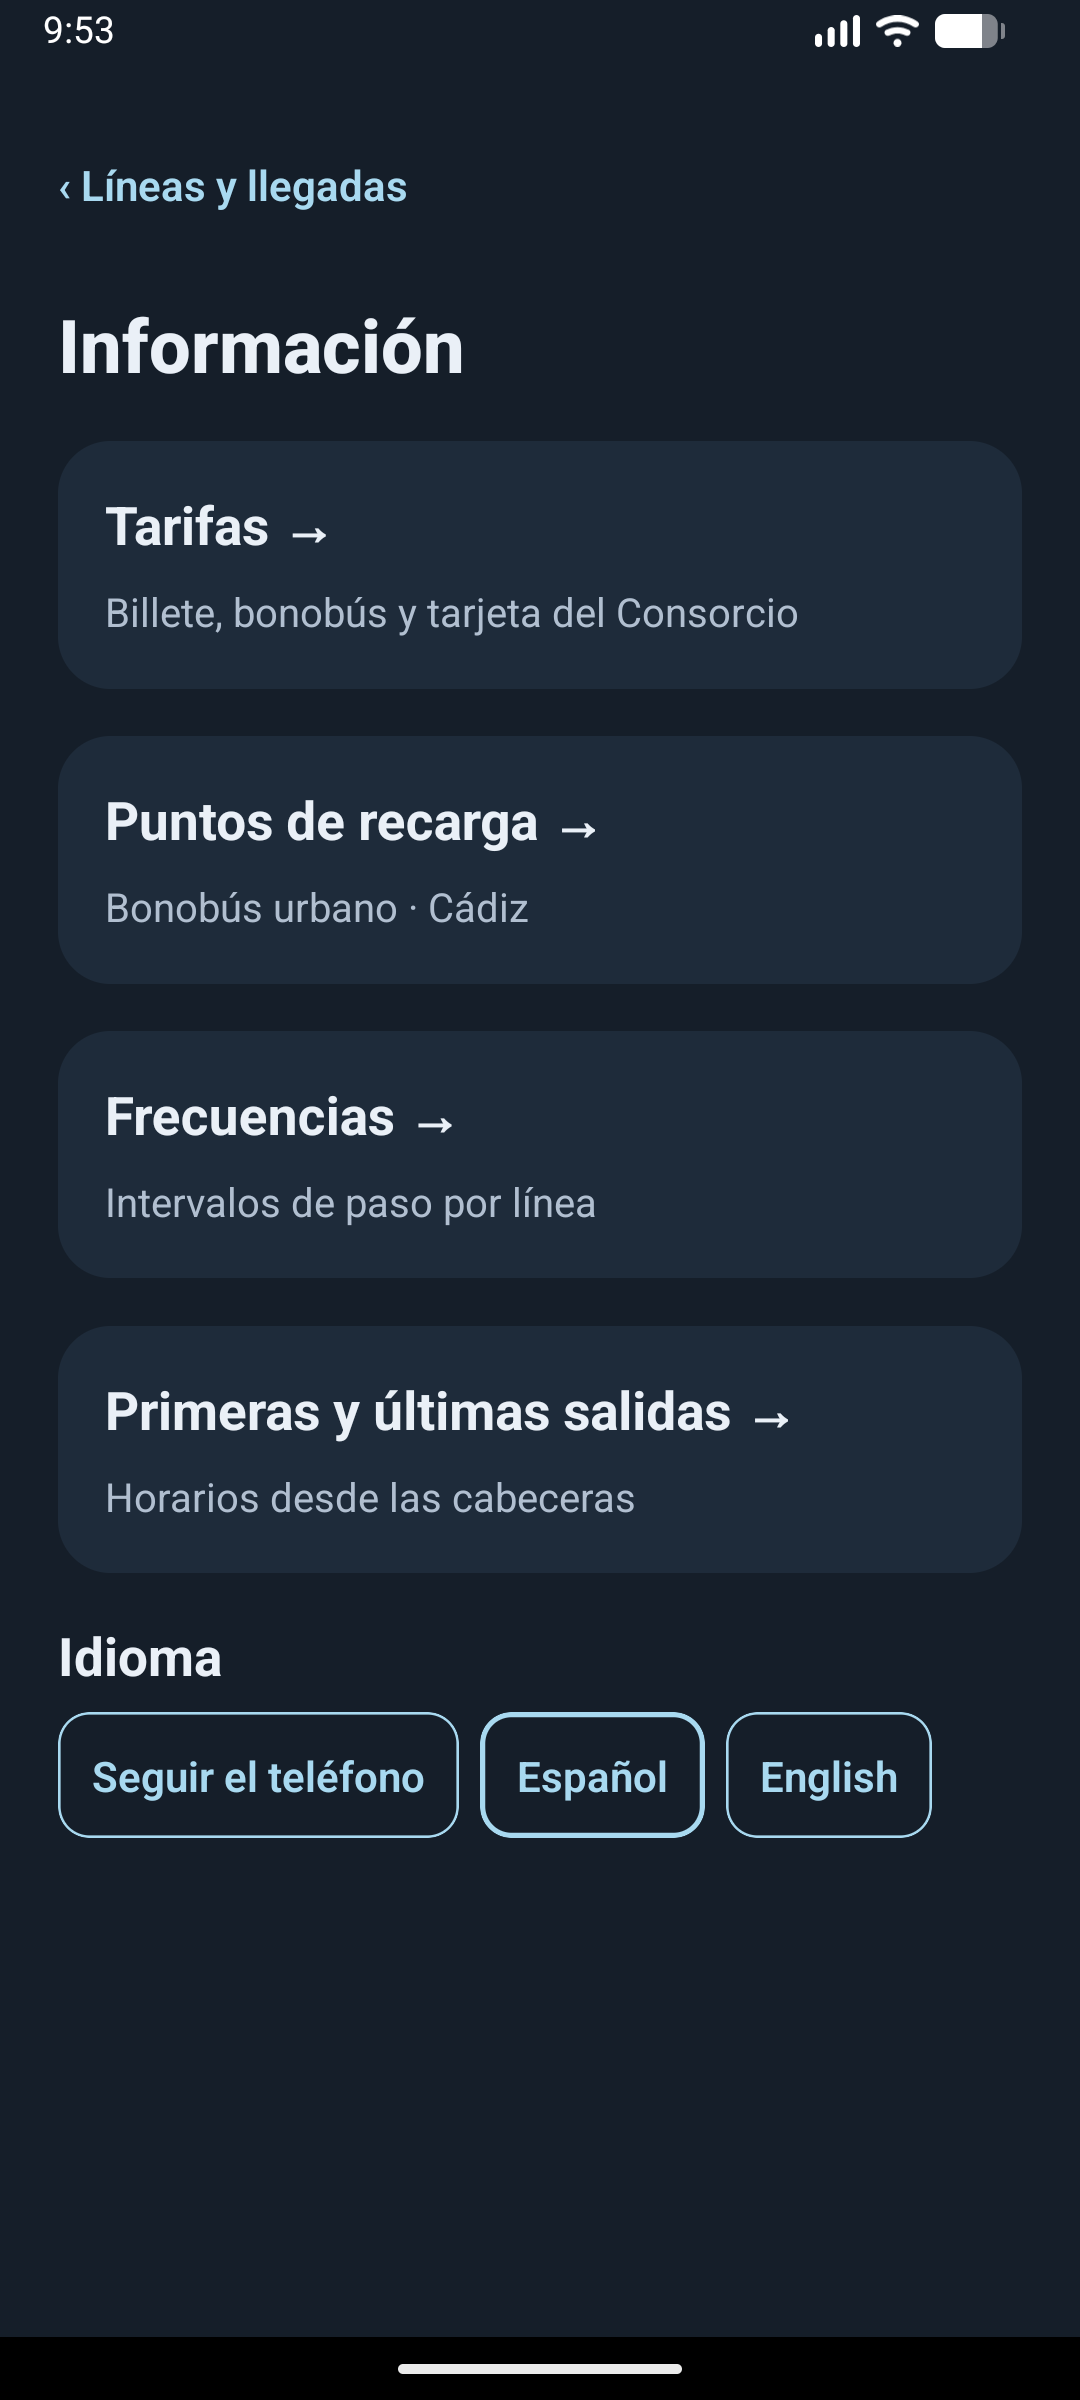 9:53
‹ Líneas y llegadas
Información
Tarifas →
Billete, bonobús y tarjeta del Consorcio
Puntos de recarga →
Bonobús urbano · Cádiz
Frecuencias →
Intervalos de paso por línea
Primeras y últimas salidas →
Horarios desde las cabeceras
Idioma
Seguir el teléfono Español English